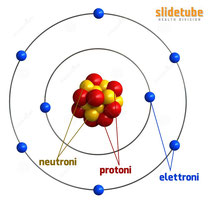 slidetube
HEALTH DIVISION
neutroni
protoni
elettroni